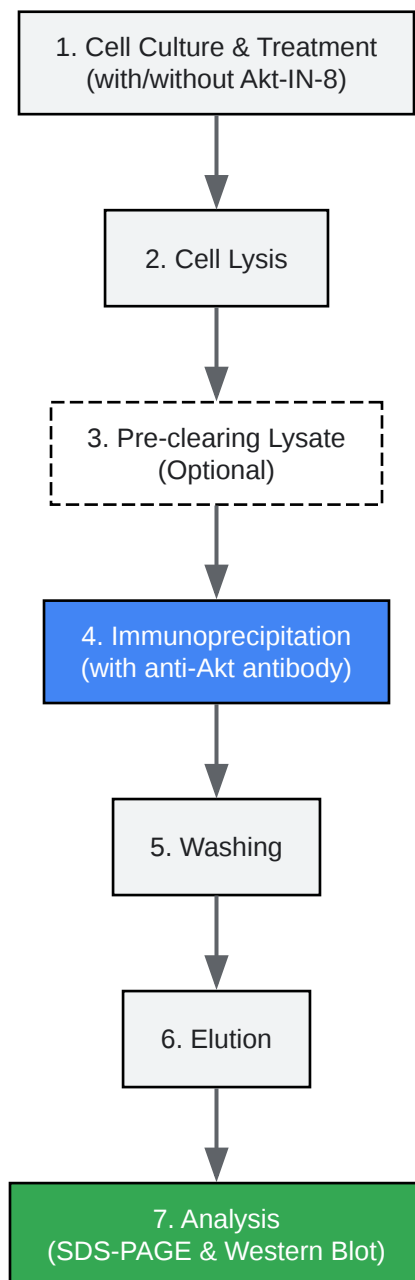 1. Cell Culture & Treatment
(with/without Akt-IN-8)
2. Cell Lysis
3. Pre-clearing Lysate
(Optional)
4. Immunoprecipitation
(with anti-Akt antibody)
5. Washing
6. Elution
7. Analysis
(SDS-PAGE & Western Blot)